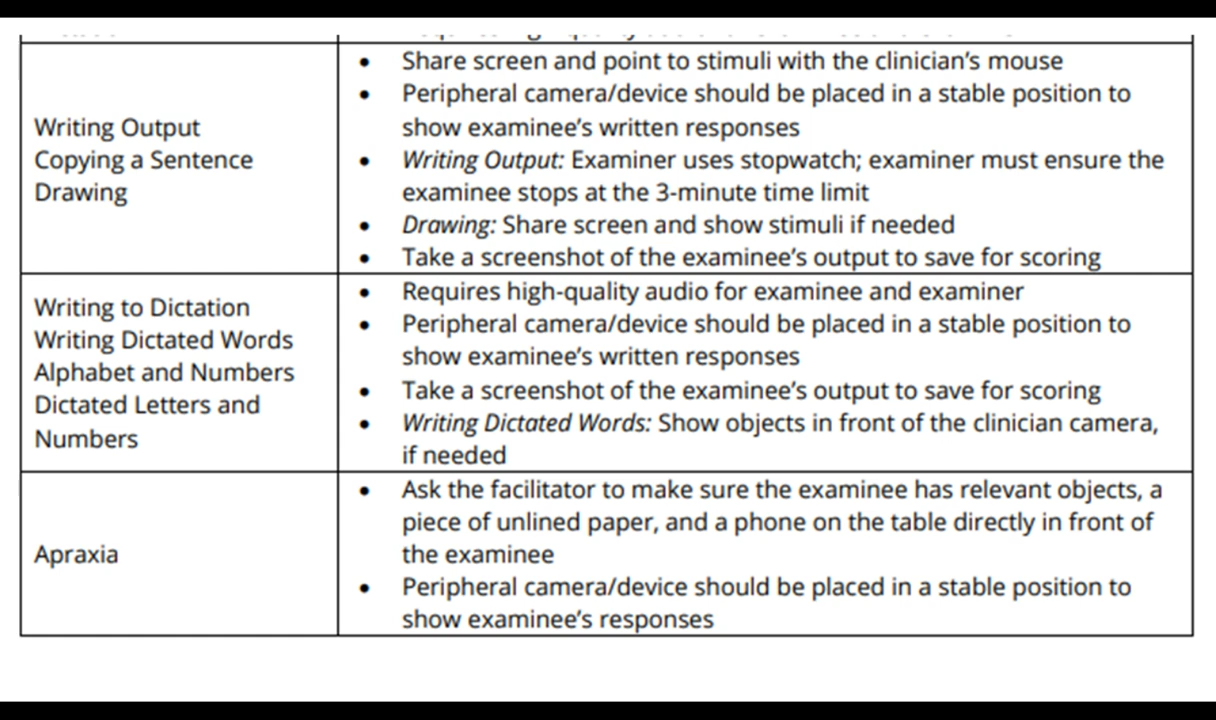 Writing Output
Copying a Sentence
Drawing
• Share screen and point to stimuli with the clinician’s mouse
• Peripheral camera/device should be placed in a stable position to
show examinee’s written responses
• Writing Output: Examiner uses stopwatch; examiner must ensure the
examinee stops at the 3-minute time limit
• Drawing: Share screen and show stimuli if needed
• Take a screenshot of the examinee’s output to save for scoring
Writing to Dictation
Writing Dictated Words
Alphabet and Numbers
Dictated Letters and
Numbers
• Requires high-quality audio for examinee and examiner
• Peripheral camera/device should be placed in a stable position to
show examinee’s written responses
• Take a screenshot of the examinee’s output to save for scoring
• Writing Dictated Words: Show objects in front of the clinician camera,
if needed
Apraxia
• Ask the facilitator to make sure the examinee has relevant objects, a
piece of unlined paper, and a phone on the table directly in front of
the examinee
• Peripheral camera/device should be placed in a stable position to
show examinee’s responses